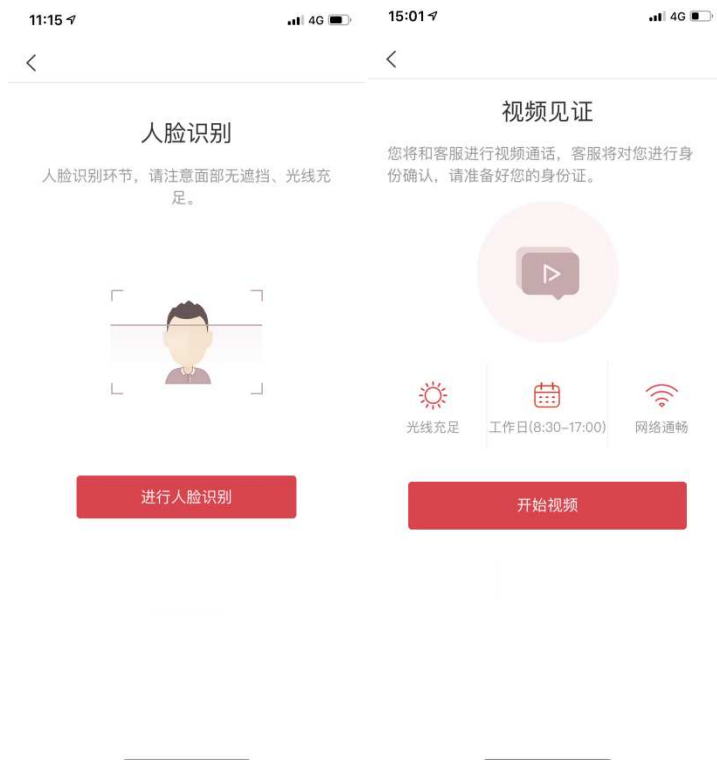 11:15
4G
人脸识别
人脸识别环节，请注意面部无遮挡、光线充
足。
进行人脸识别
15:01
4G
视频见证
您将和客服进行视频通话，客服将对您进行身
份确认，请准备好您的身份证。
光线充足
工作日(8:30-17:00)
网络通畅
开始视频